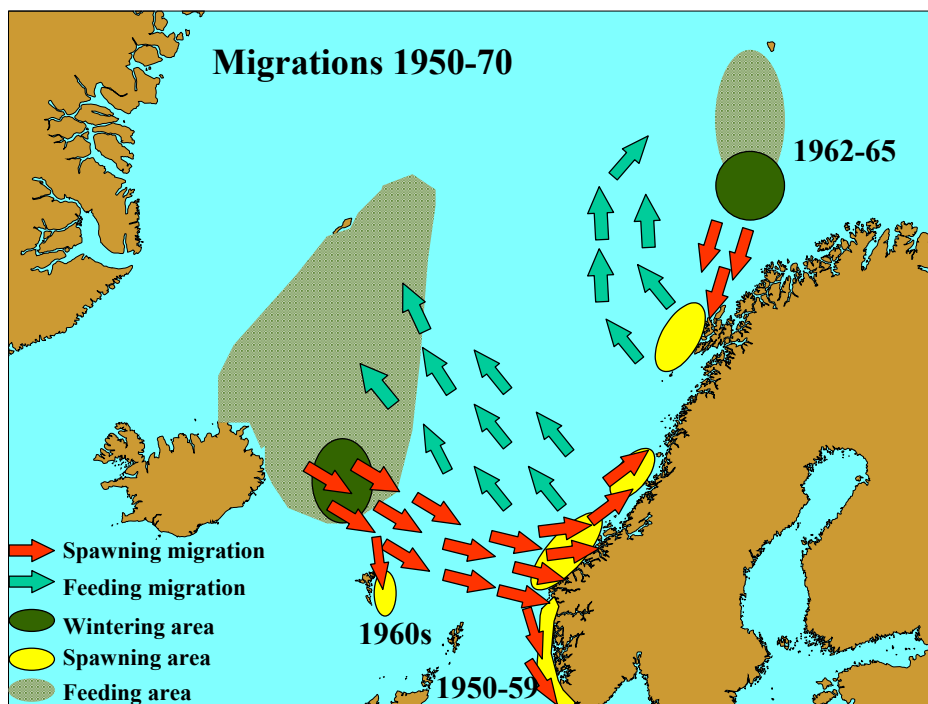 Migrations 1950-70
1962-65
Spawning migration
Feeding migration
Wintering area
1960s
Spawning area
1950-59
Feeding area